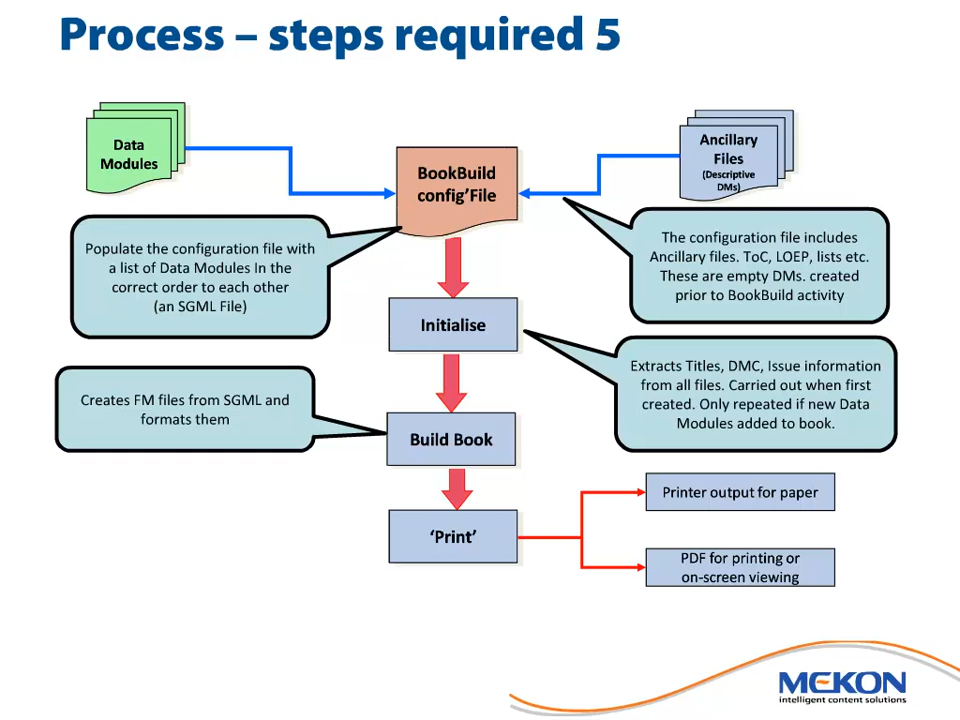 Process – steps required 5
Data
Modules
BookBuild
config’File
Ancillary
Files
(Descriptive
DMs)
Populate the configuration file with
a list of Data Modules In the
correct order to each other
(an SGML File)
The configuration file includes
Ancillary files. ToC, LOEP, lists etc.
These are empty DMs. created
prior to BookBuild activity
Initialise
Extracts Titles, DMC, Issue information
from all files. Carried out when first
created. Only repeated if new Data
Modules added to book.
Creates FM files from SGML and
formats them
Build Book
‘Print’
Printer output for paper
PDF for printing or
on-screen viewing
MEKON
intelligent content solutions